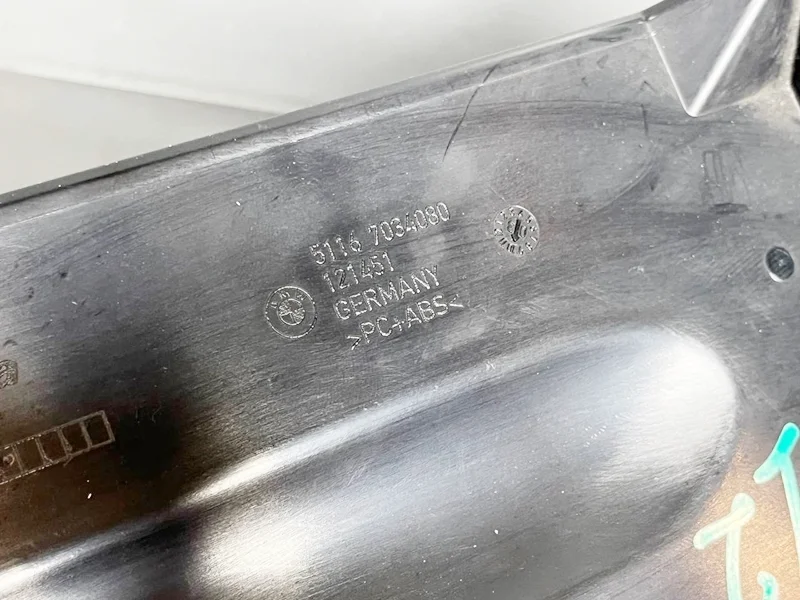 5116 7034080
121451
GERMANY
>PC+ABS<